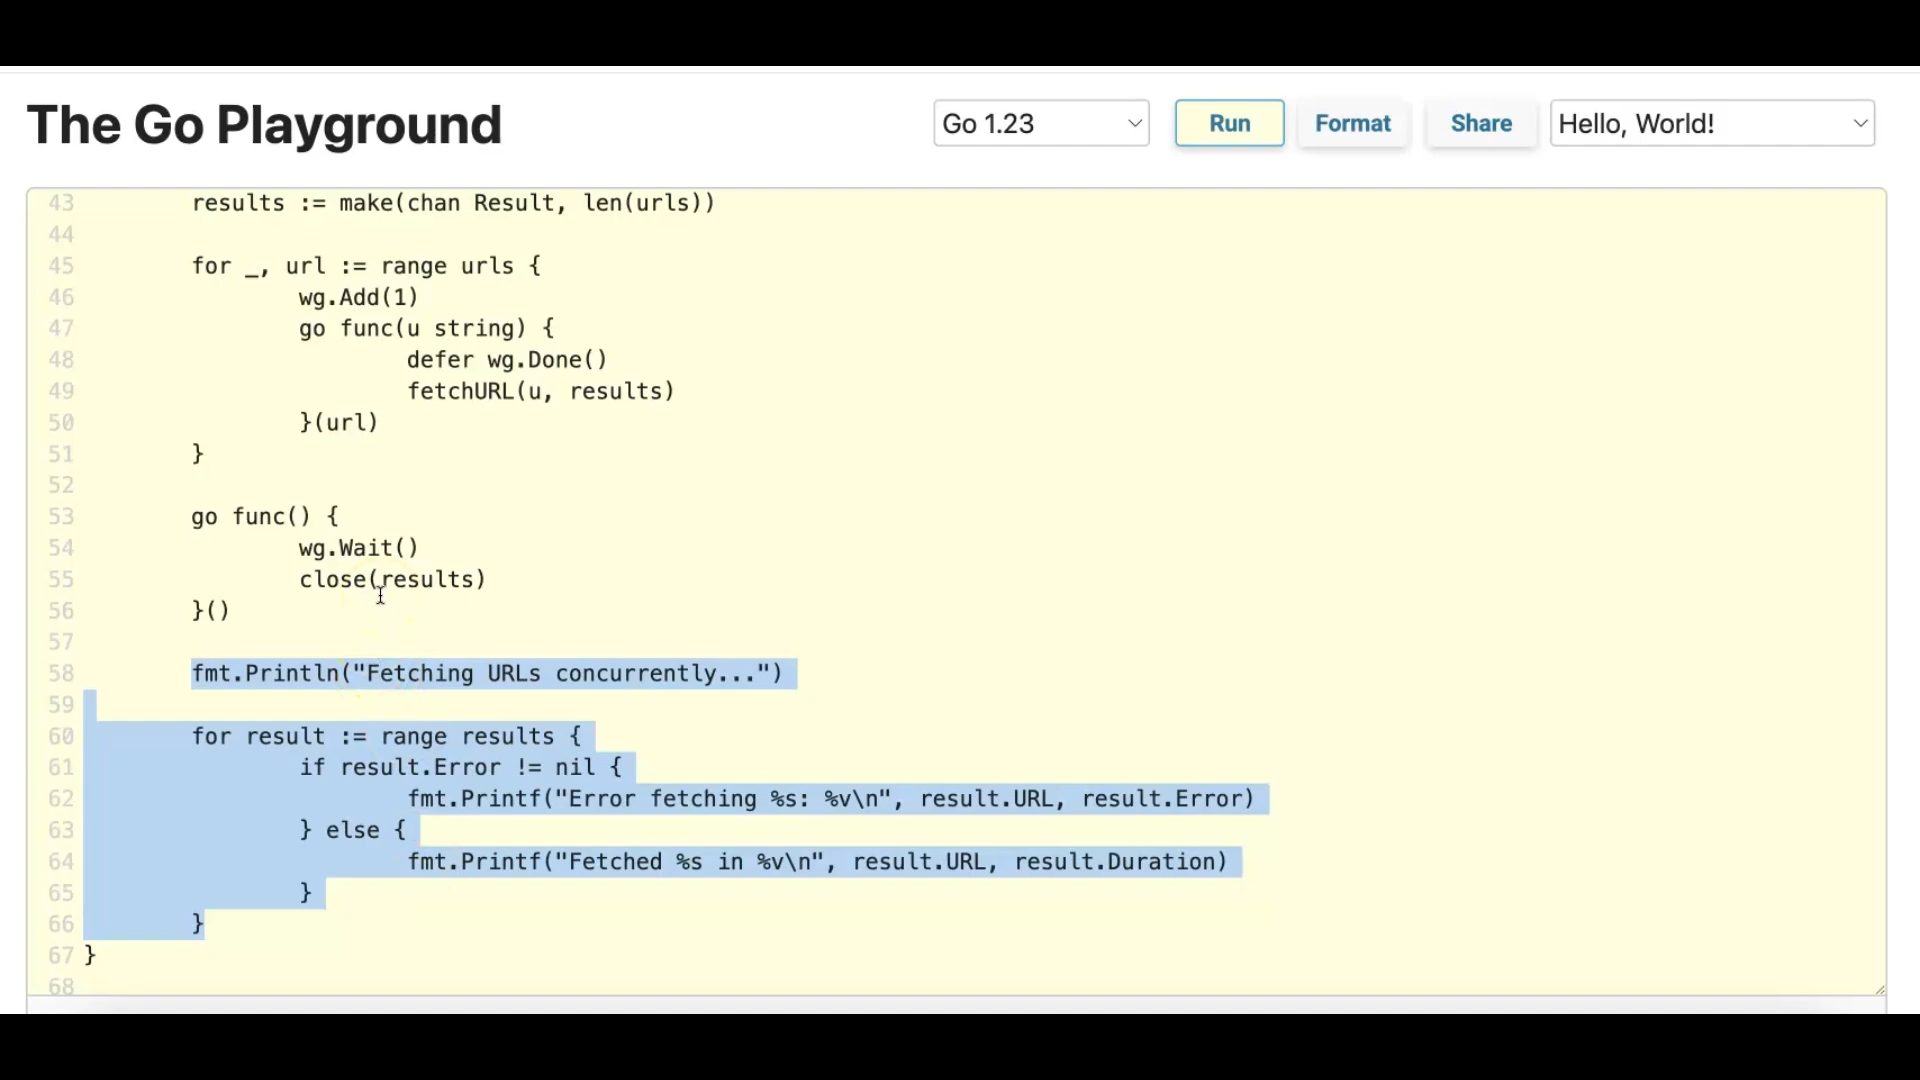 The Go Playground
Go 1.23
Run
Format
Share
Hello, World!
43 results := make(chan Result, len(urls))
44
45 for _, url := range urls {
46 wg.Add(1)
47 go func(u string) {
48 defer wg.Done()
49 fetchURL(u, results)
50 }(url)
51 }
52
53 go func() {
54 wg.Wait()
55 close(results)
56 }()
57
58 fmt.Println("Fetching URLs concurrently...")
59
60 for result := range results {
61 if result.Error != nil {
62 fmt.Printf("Error fetching %s: %v\n", result.URL, result.Error)
63 } else {
64 fmt.Printf("Fetched %s in %v\n", result.URL, result.Duration)
65 }
66 }
67 }
68